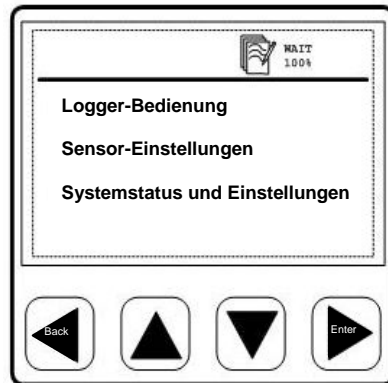 WAIT
100%
Logger-Bedienung
Sensor-Einstellungen
Systemstatus und Einstellungen
Back
Enter